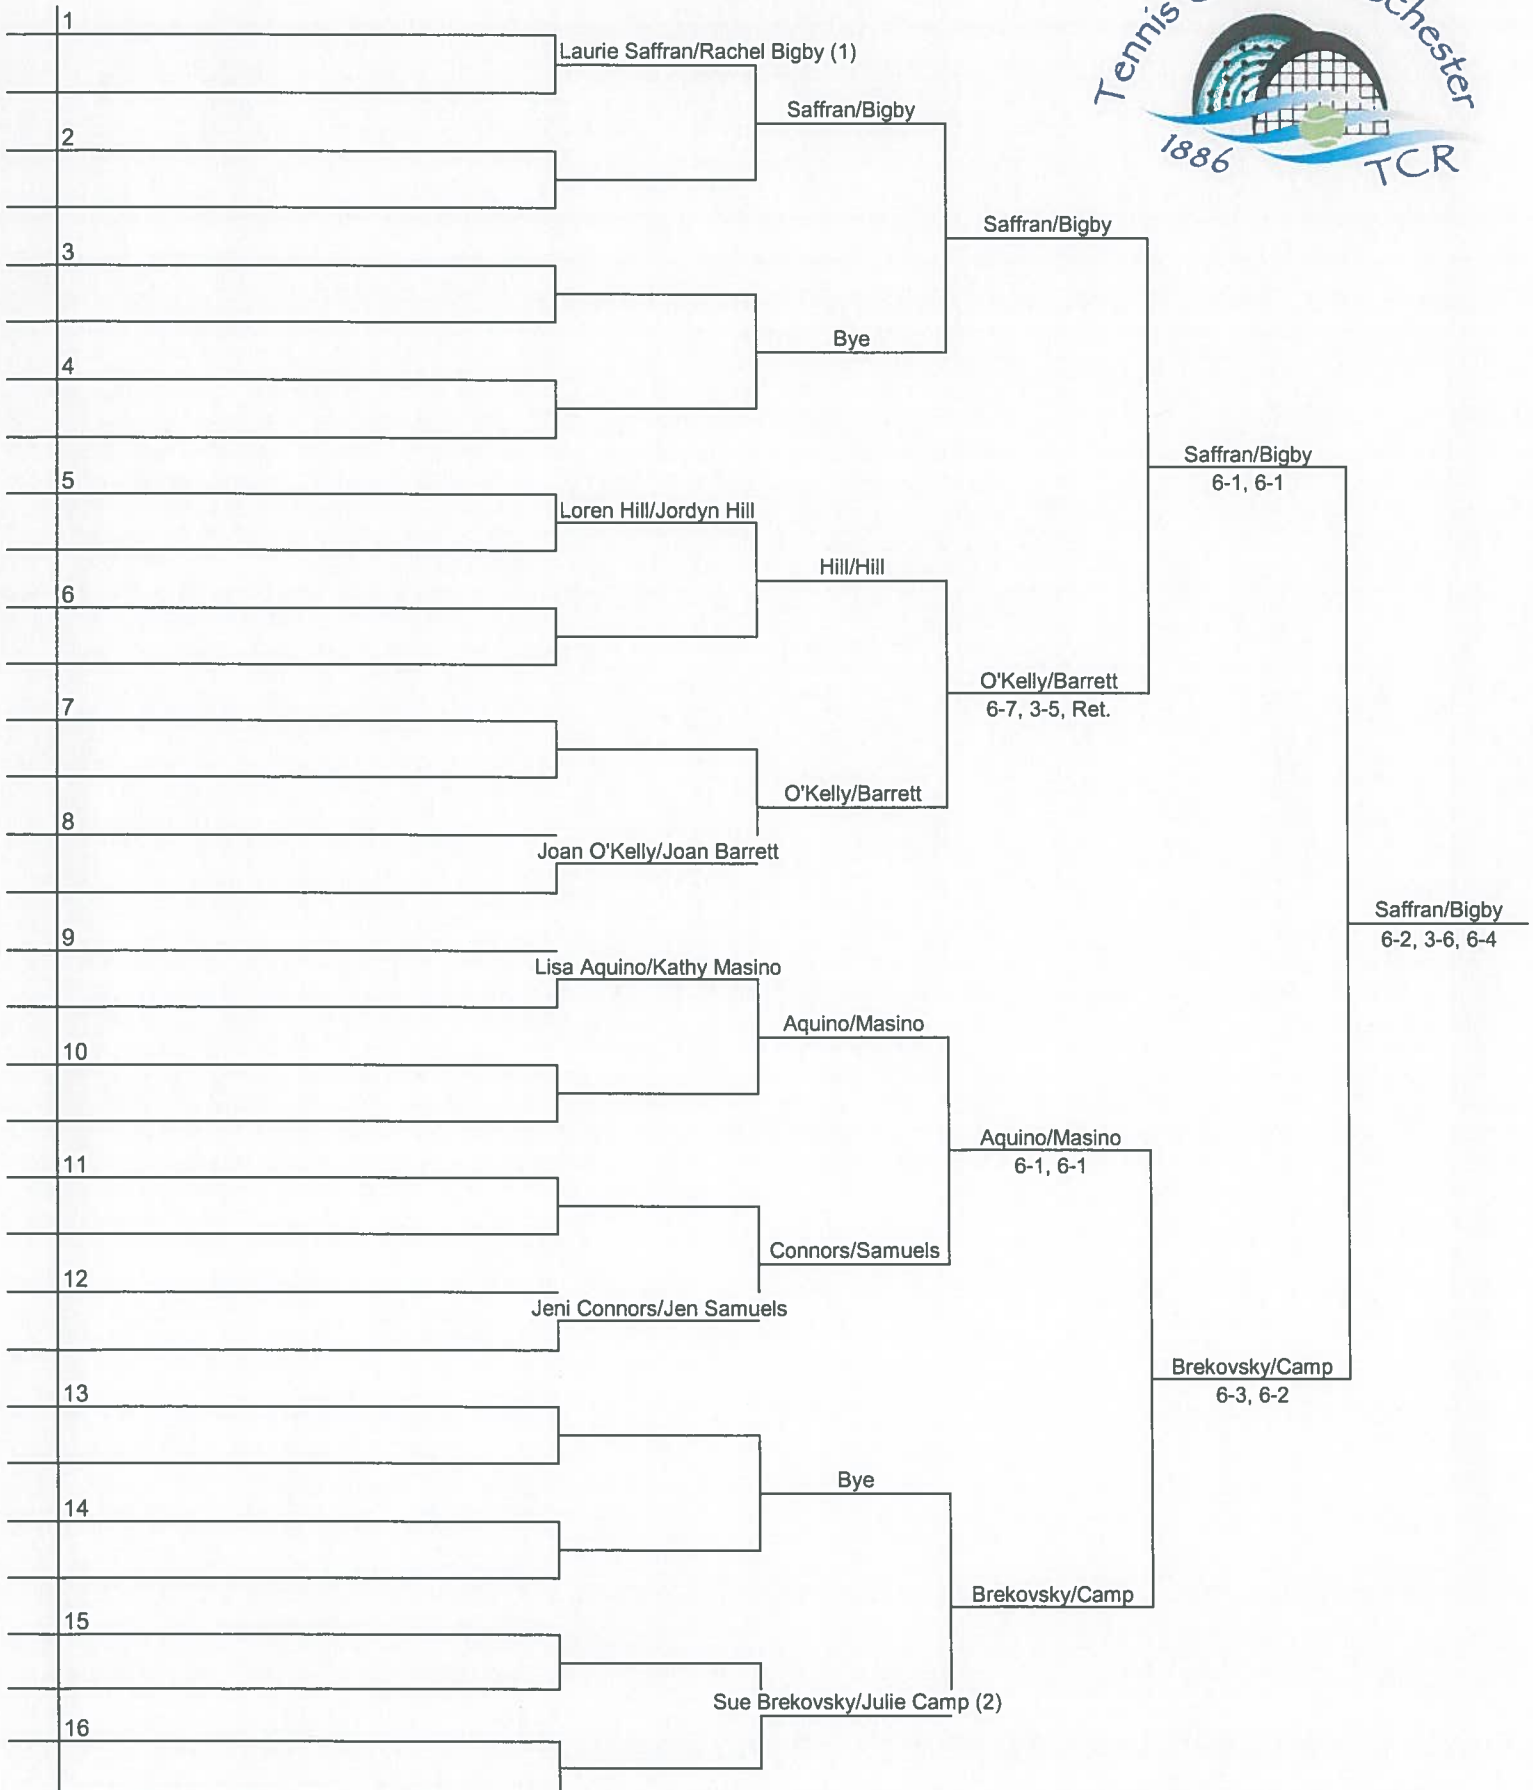 1
Laurie Saffran/Rachel Bigby (1)
Saffran/Bigby
2
Saffran/Bigby
3
Bye
4
Saffran/Bigby
6-1, 6-1
5
Loren Hill/Jordyn Hill
Hill/Hill
6
O'Kelly/Barrett
6-7, 3-5, Ret.
7
O'Kelly/Barrett
8
Joan O'Kelly/Joan Barrett
Saffran/Bigby
6-2, 3-6, 6-4
9
Lisa Aquino/Kathy Masino
Aquino/Masino
10
Aquino/Masino
6-1, 6-1
11
Connors/Samuels
12
Jeni Connors/Jen Samuels
Brekovsky/Camp
6-3, 6-2
13
Bye
14
Brekovsky/Camp
15
Sue Brekovsky/Julie Camp (2)
16
Tennis
1886
TCR